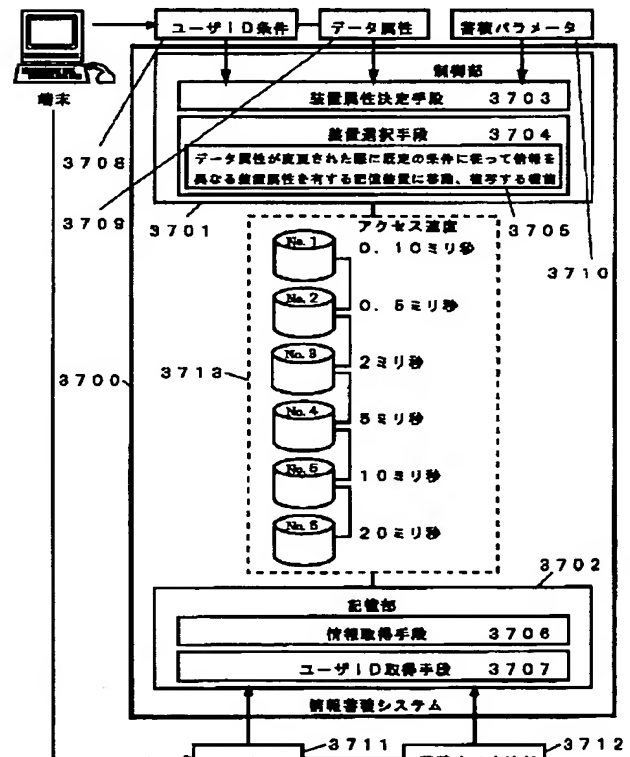 ユーザID条件
データ属性
蓄積パラメータ
端末
制御部
装置属性決定手段 3703
装置選択手段 3704
データ属性が変更された際に既定の条件に従って情報を
異なる装置属性を有する記憶装置に移動、複写する機能
3708
3709
3701
3705
3710
アクセス速度
No.1
0.10ミリ秒
No.2
0.5ミリ秒
No.3
2ミリ秒
3713
3700
No.4
5ミリ秒
No.5
10ミリ秒
No.6
20ミリ秒
3702
記憶部
情報取得手段 3706
ユーザID取得手段 3707
情報蓄積システム
3711
3712